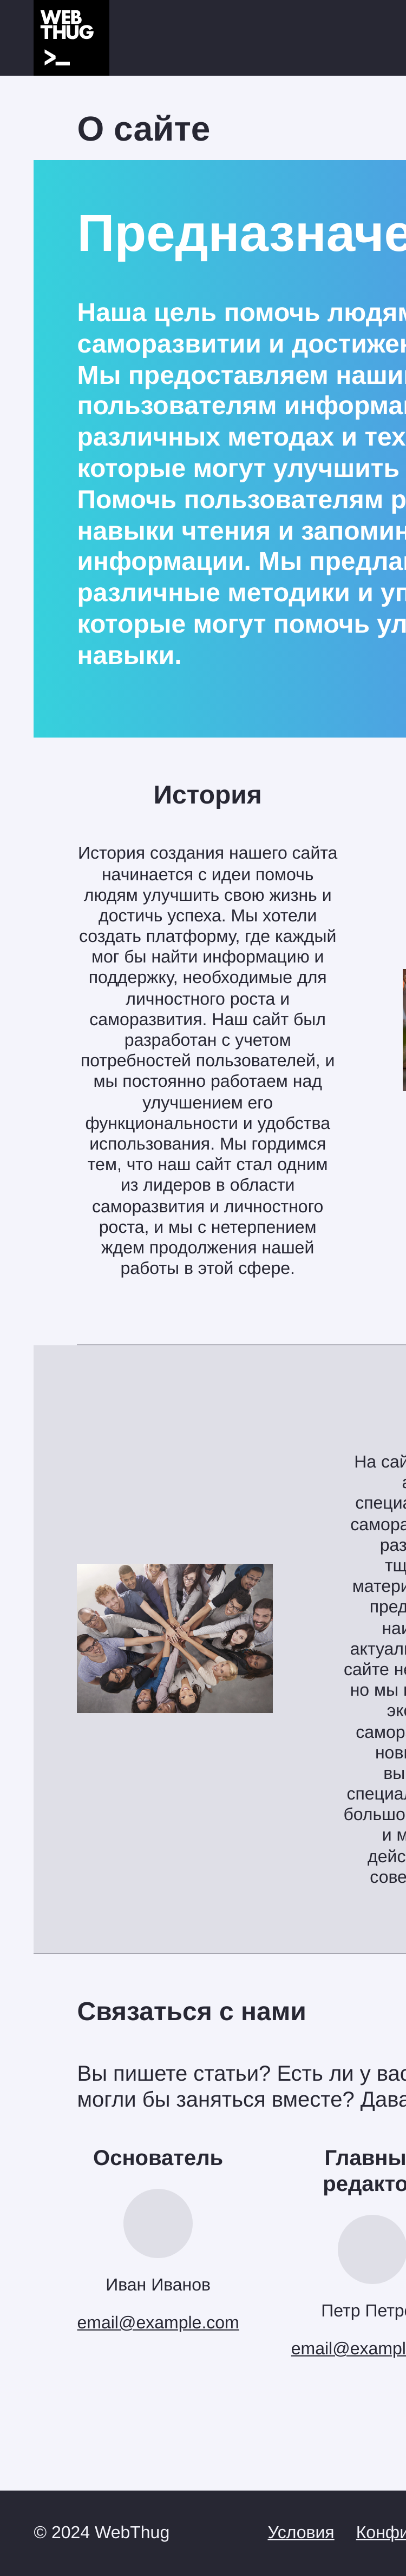 WEB
THUG
>_
О сайте
Предназначе
Наша цель помочь людям
саморазвитии и достижен
Мы предоставляем наши
пользователям информац
различных методах и тех
которые могут улучшить
Помочь пользователям р
навыки чтения и запомин
информации. Мы предлаг
различные методики и уп
которые могут помочь ул
навыки.
История
История создания нашего сайта
начинается с идеи помочь
людям улучшить свою жизнь и
достичь успеха. Мы хотели
создать платформу, где каждый
мог бы найти информацию и
поддержку, необходимые для
личностного роста и
саморазвития. Наш сайт был
разработан с учетом
потребностей пользователей, и
мы постоянно работаем над
улучшением его
функциональности и удобства
использования. Мы гордимся
тем, что наш сайт стал одним
из лидеров в области
саморазвития и личностного
роста, и мы с нетерпением
ждем продолжения нашей
работы в этой сфере.
На сай
а
специа
самора
раз
тщ
матери
пред
наи
актуаль
сайте не
но мы
экс
самор
нов
вы
специал
большо
и м
дейс
сове
Связаться с нами
Вы пишете статьи? Есть ли у вас
могли бы заняться вместе? Дава
Основатель
Иван Иванов
email@example.com
Главны
редакто
Петр Петро
email@exampl
© 2024 WebThug
Условия
Конфи